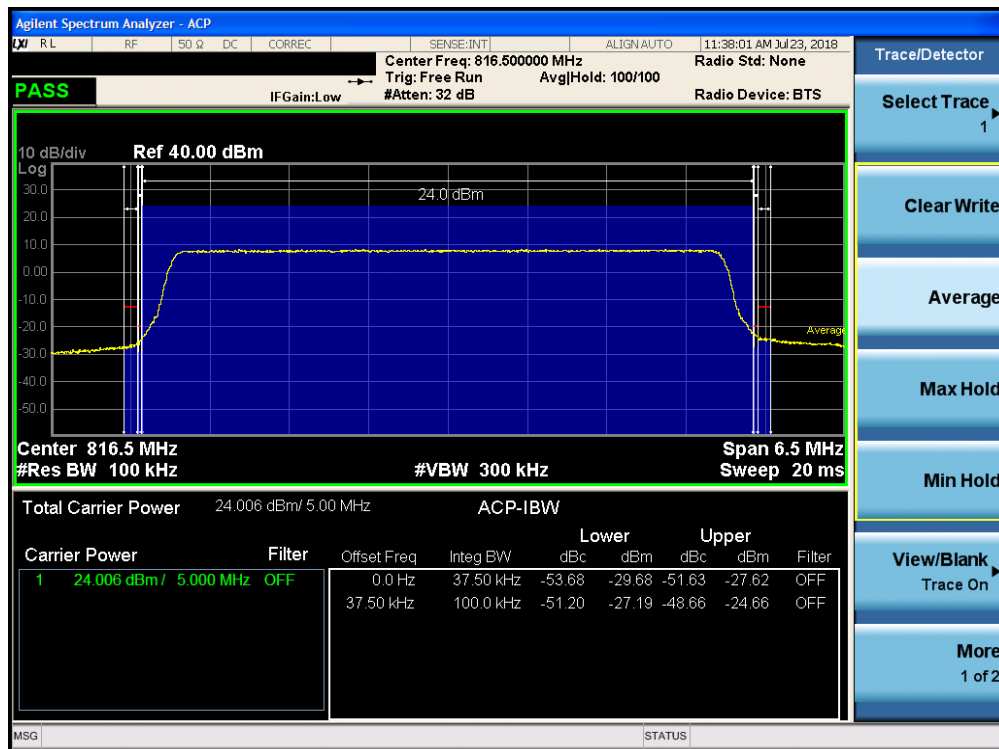 Agilent Spectrum Analyzer - ACP
LXI RL RF 50 Ω DC CORREC SENSE:INT ALIGN AUTO 11:38:01 AM Jul 23, 2018
Center Freq: 816.500000 MHz Radio Std: None
Trig: Free Run Avg|Hold: 100/100
PASS IFGain:Low #Atten: 32 dB Radio Device: BTS
10 dB/div Ref 40.00 dBm
Log
30.0
24.0 dBm
20.0
10.0
0.00
-10.0
-20.0
Average
-30.0
-40.0
-50.0
Center 816.5 MHz Span 6.5 MHz
#Res BW 100 kHz #VBW 300 kHz Sweep 20 ms
Total Carrier Power 24.006 dBm/ 5.00 MHz ACP-IBW
Lower Upper
Carrier Power Filter Offset Freq Integ BW dBc dBm dBc dBm Filter
1 24.006 dBm / 5.000 MHz OFF 0.0 Hz 37.50 kHz -53.68 -29.68 -51.63 -27.62 OFF
37.50 kHz 100.0 kHz -51.20 -27.19 -48.66 -24.66 OFF
MSG STATUS
Trace/Detector
Select Trace
1
Clear Write
Average
Max Hold
Min Hold
View/Blank
Trace On
More
1 of 2